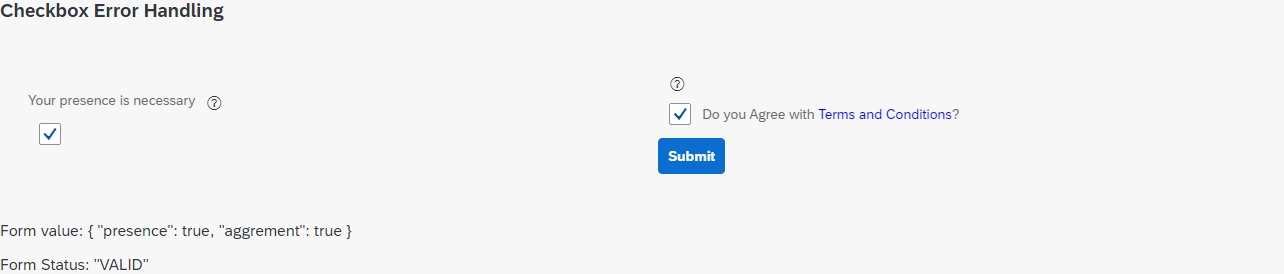 Checkbox Error Handling
Your presence is necessary ?
?
Do you Agree with Terms and Conditions?
Submit
Form value: { "presence": true, "aggrement": true }
Form Status: "VALID"